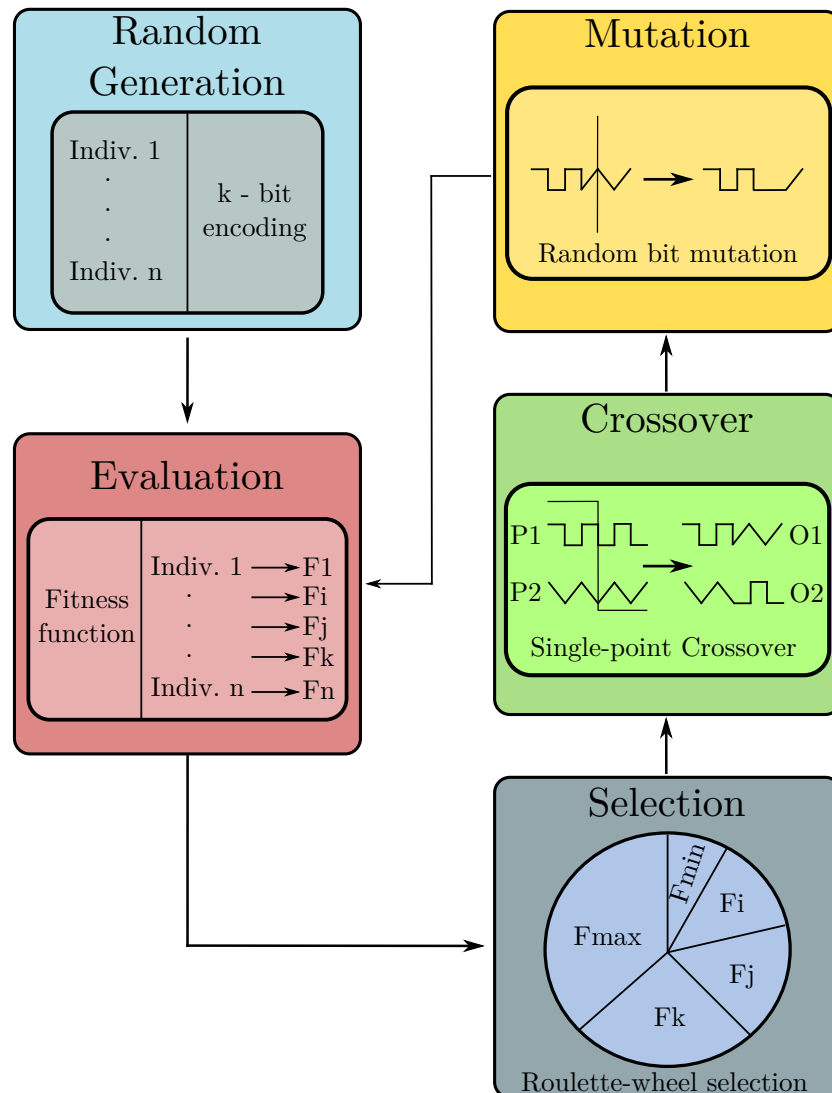 Random
Generation
Indiv. 1
.
.
.
Indiv. n
k - bit
encoding
Mutation
Random bit mutation
Evaluation
Fitness
function
Indiv. 1 F1
. Fi
. Fj
. Fk
Indiv. n Fn
Crossover
P1 O1
P2 O2
Single-point Crossover
Selection
Fmin
Fi
Fmax
Fj
Fk
Roulette-wheel selection